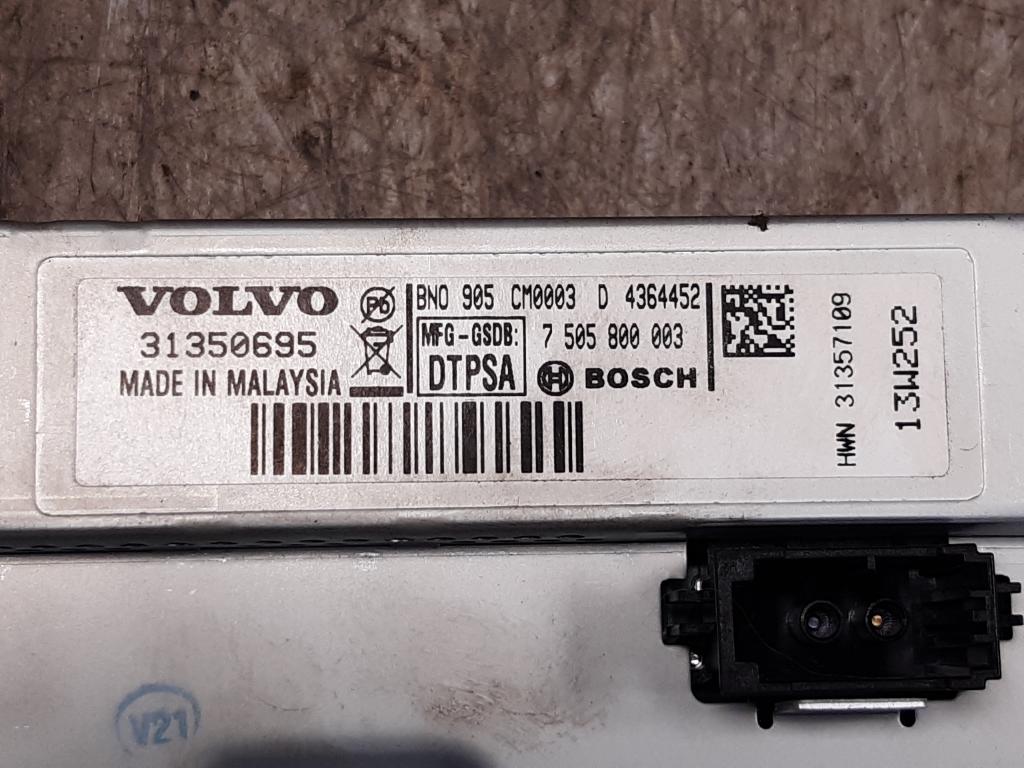 VOLVO
31350695
MADE IN MALAYSIA
Pb
BNO 905 CM0003 D 4364452
MFG-GSDB:
DTPSA
7 505 800 003
BOSCH
HWN 31357109
13W252
V21